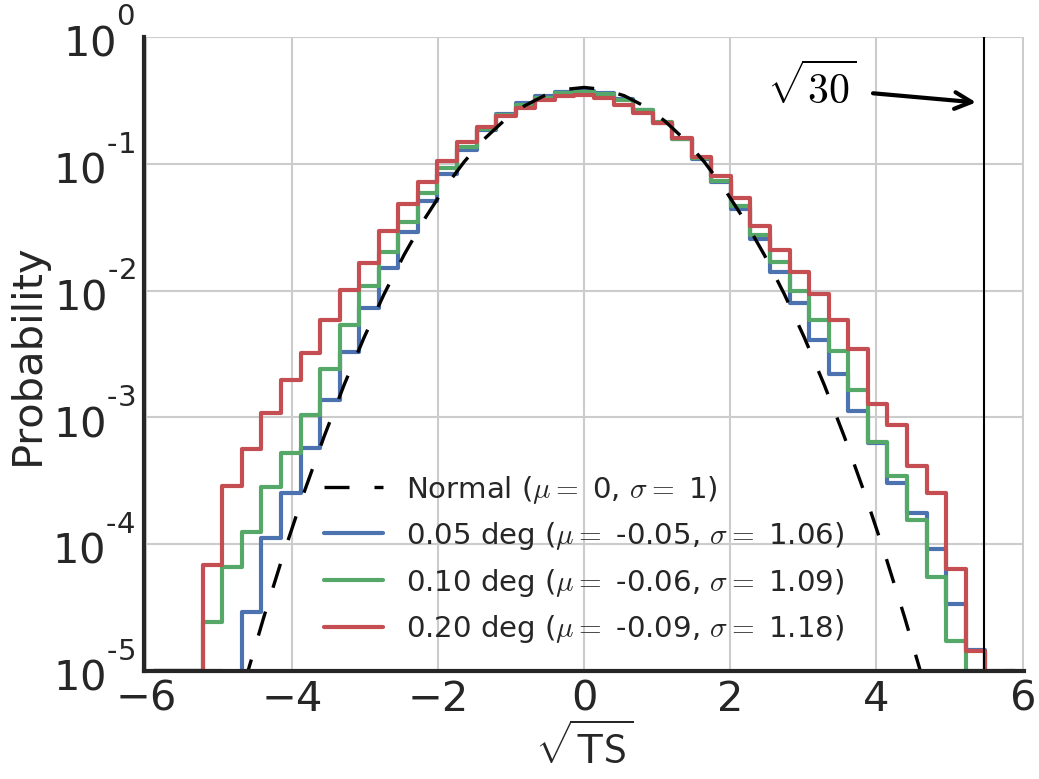 10^0
10^-1
10^-2
10^-3
10^-4
10^-5
Probability
√30
Normal (μ = 0, σ = 1)
0.05 deg (μ = -0.05, σ = 1.06)
0.10 deg (μ = -0.06, σ = 1.09)
0.20 deg (μ = -0.09, σ = 1.18)
−6 −4 −2 0 2 4 6
√TS